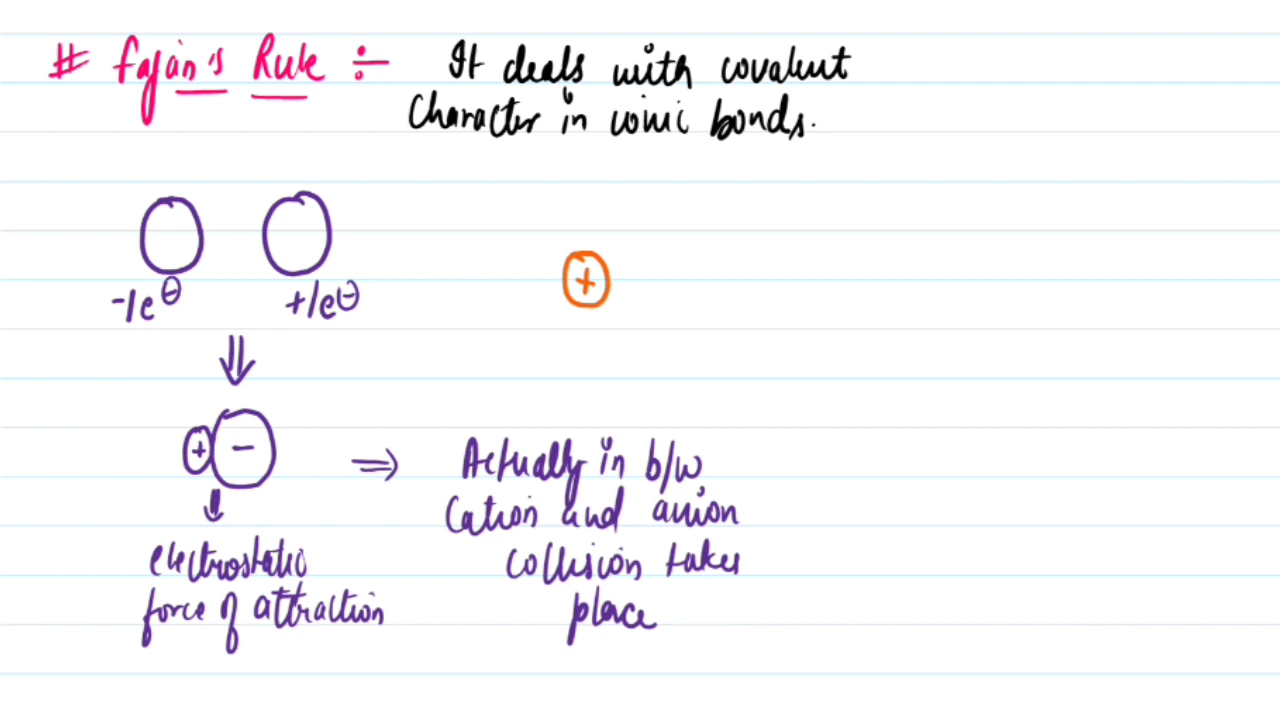 # Fajan's Rule ÷ It deals with covalent
Character in ionic bonds.
-1e⊖ +1e⊖
+
⇓
+ -
⇒ Actually in b/w
Cation and anion
collision takes
place
↓
electrostatic
force of attraction